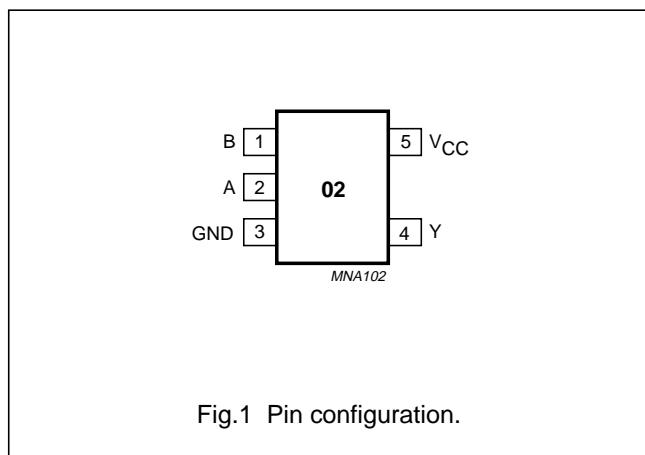 B 1 5 VCC
A 2 02
GND 3 4 Y
MNA102
Fig.1 Pin configuration.